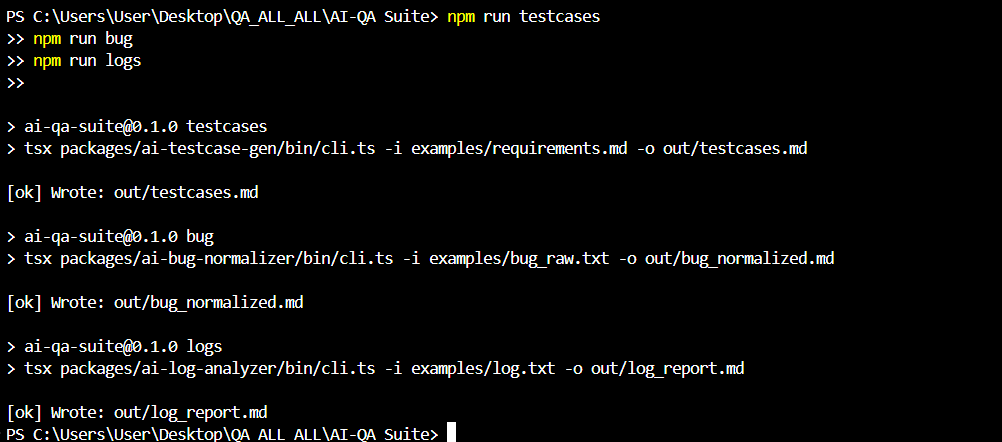 PS C:\Users\User\Desktop\QA_ALL_ALL\AI-QA Suite> npm run testcases
>> npm run bug
>> npm run logs
>>
> ai-qa-suite@0.1.0 testcases
> tsx packages/ai-testcase-gen/bin/cli.ts -i examples/requirements.md -o out/testcases.md
[ok] Wrote: out/testcases.md
> ai-qa-suite@0.1.0 bug
> tsx packages/ai-bug-normalizer/bin/cli.ts -i examples/bug_raw.txt -o out/bug_normalized.md
[ok] Wrote: out/bug_normalized.md
> ai-qa-suite@0.1.0 logs
> tsx packages/ai-log-analyzer/bin/cli.ts -i examples/log.txt -o out/log_report.md
[ok] Wrote: out/log_report.md
PS C:\Users\User\Desktop\QA_ALL_ALL\AI-QA Suite>